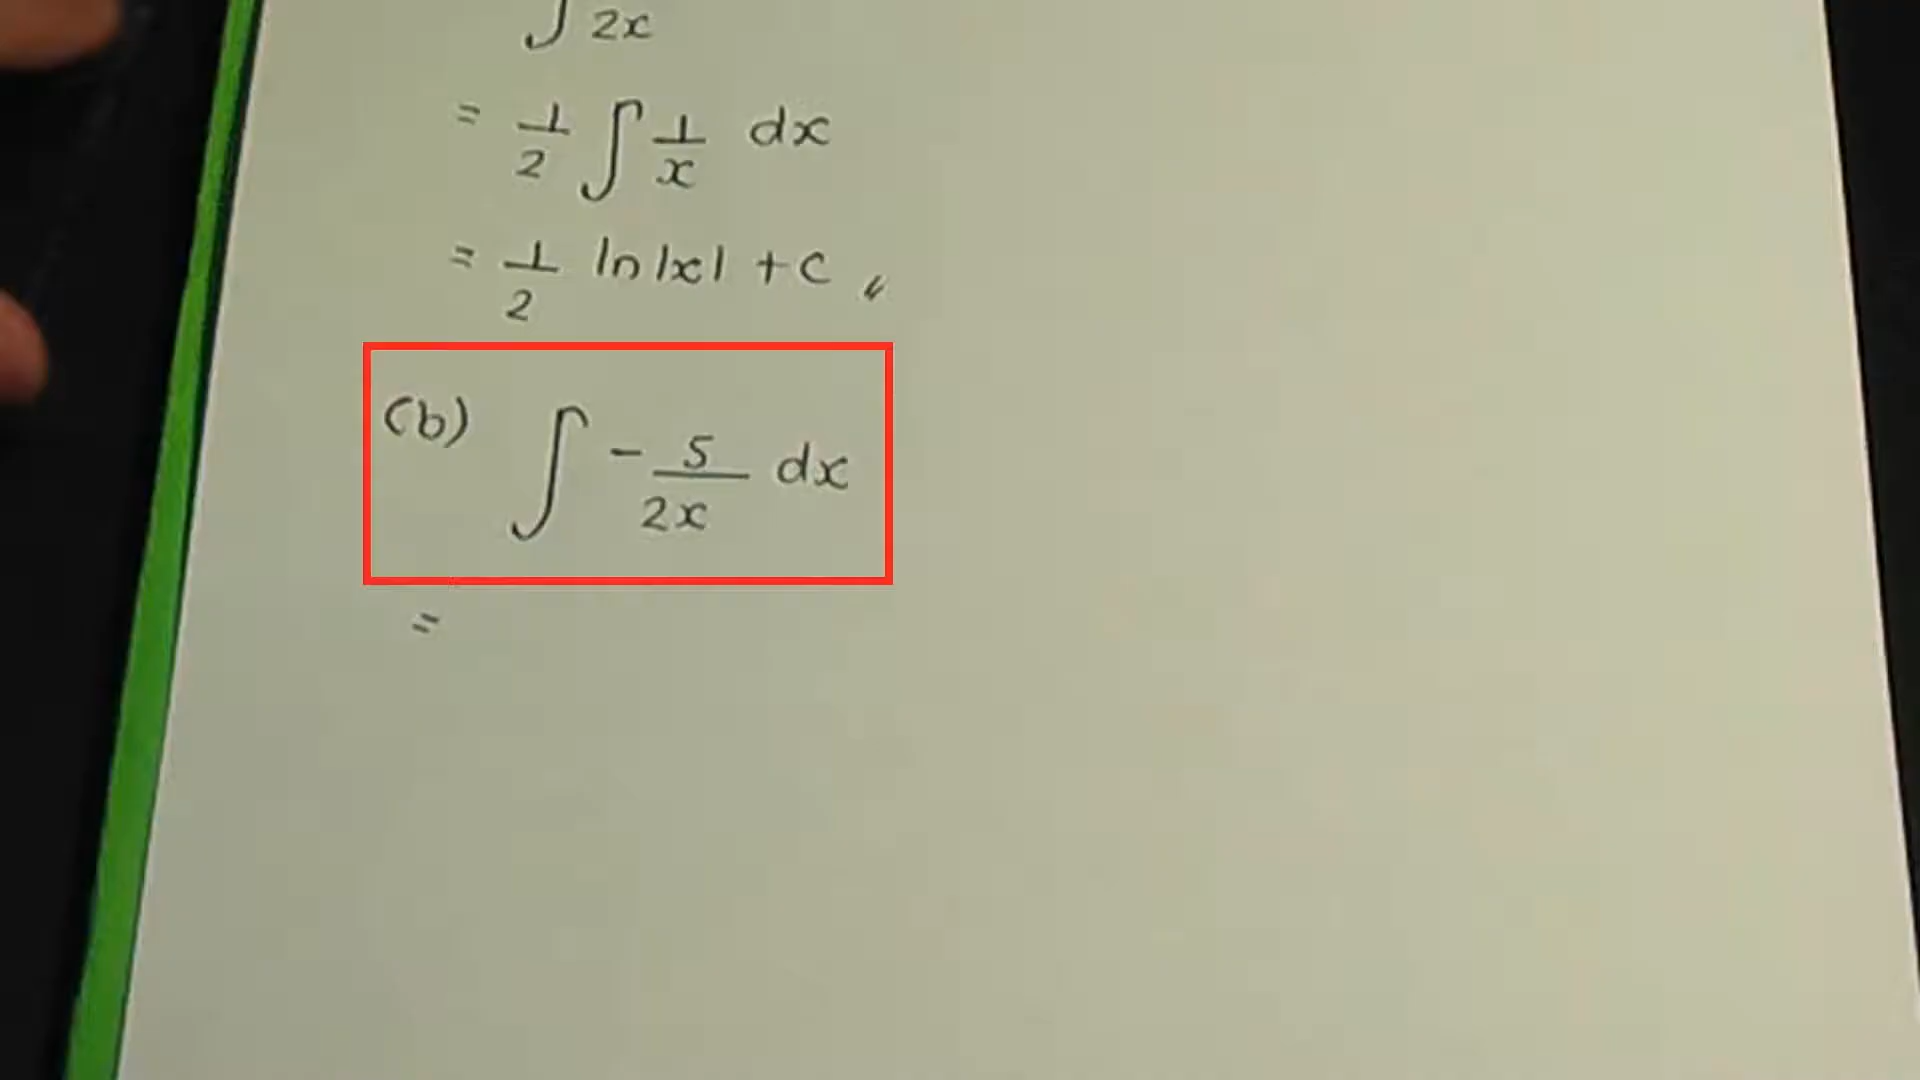 ∫ 2x
= 1/2 ∫ 1/x dx
= 1/2 ln|x| + c
(b) ∫ - 5/2x dx
=